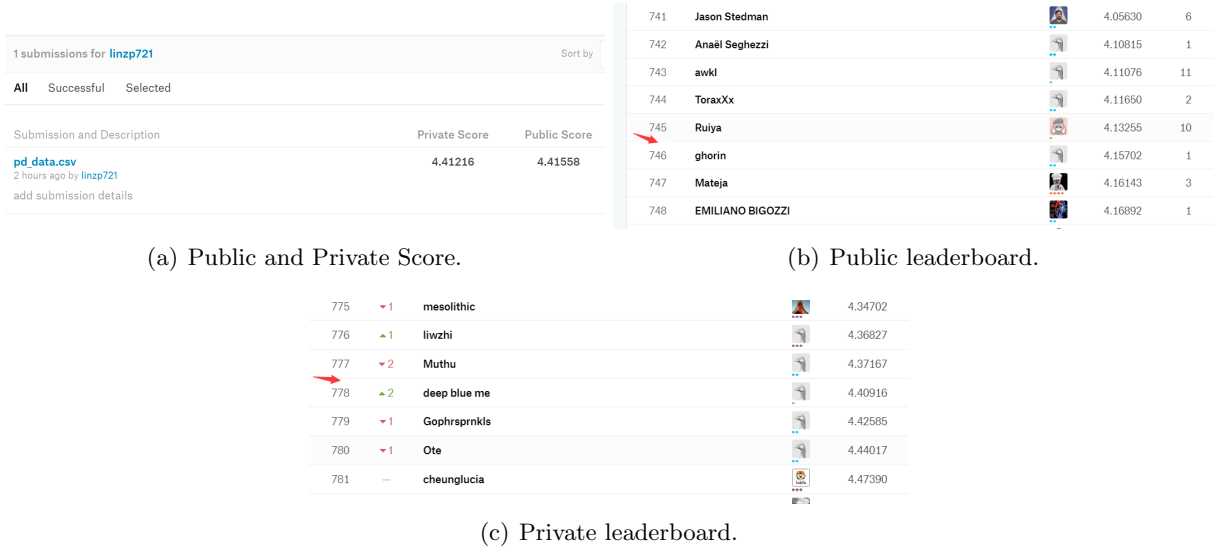 1 submissions for linzp721 Sort by
All Successful Selected
Submission and Description Private Score Public Score
pd_data.csv 4.41216 4.41558
2 hours ago by linzp721
add submission details
(a) Public and Private Score.
741 Jason Stedman 4.05630 6
742 Anaël Seghezzi 4.10815 1
743 awkl 4.11076 11
744 ToraxXx 4.11650 2
745 Ruiya 4.13255 10
746 ghorin 4.15702 1
747 Mateja 4.16143 3
748 EMILIANO BIGOZZI 4.16892 1
(b) Public leaderboard.
775 ▾1 mesolithic 4.34702
776 ▴1 liwzhi 4.36827
777 ▾2 Muthu 4.37167
778 ▴2 deep blue me 4.40916
779 ▾1 Gophrsprnkls 4.42585
780 ▾1 Ote 4.44017
781 — cheunglucia 4.47390
(c) Private leaderboard.